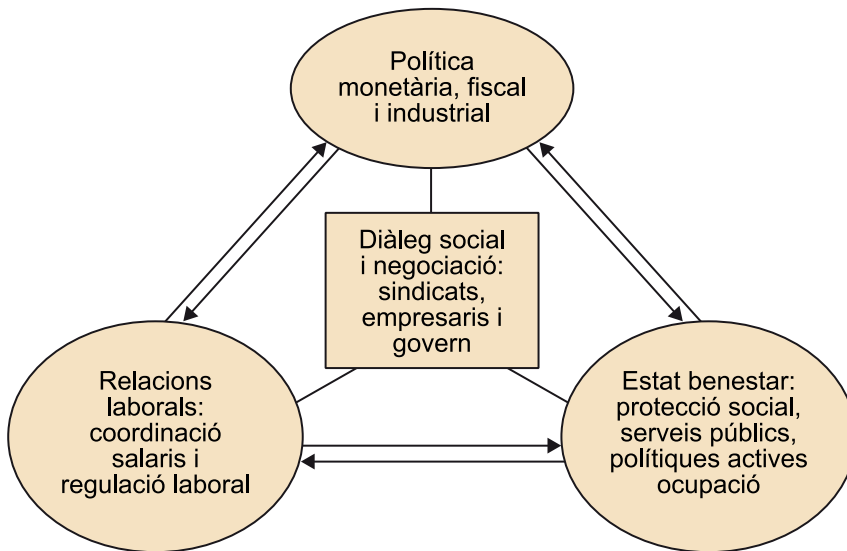 Política
monetària, fiscal
i industrial
Diàleg social
i negociació:
sindicats,
empresaris i
govern
Relacions
laborals:
coordinació
salaris i
regulació laboral
Estat benestar:
protecció social,
serveis públics,
polítiques actives
ocupació